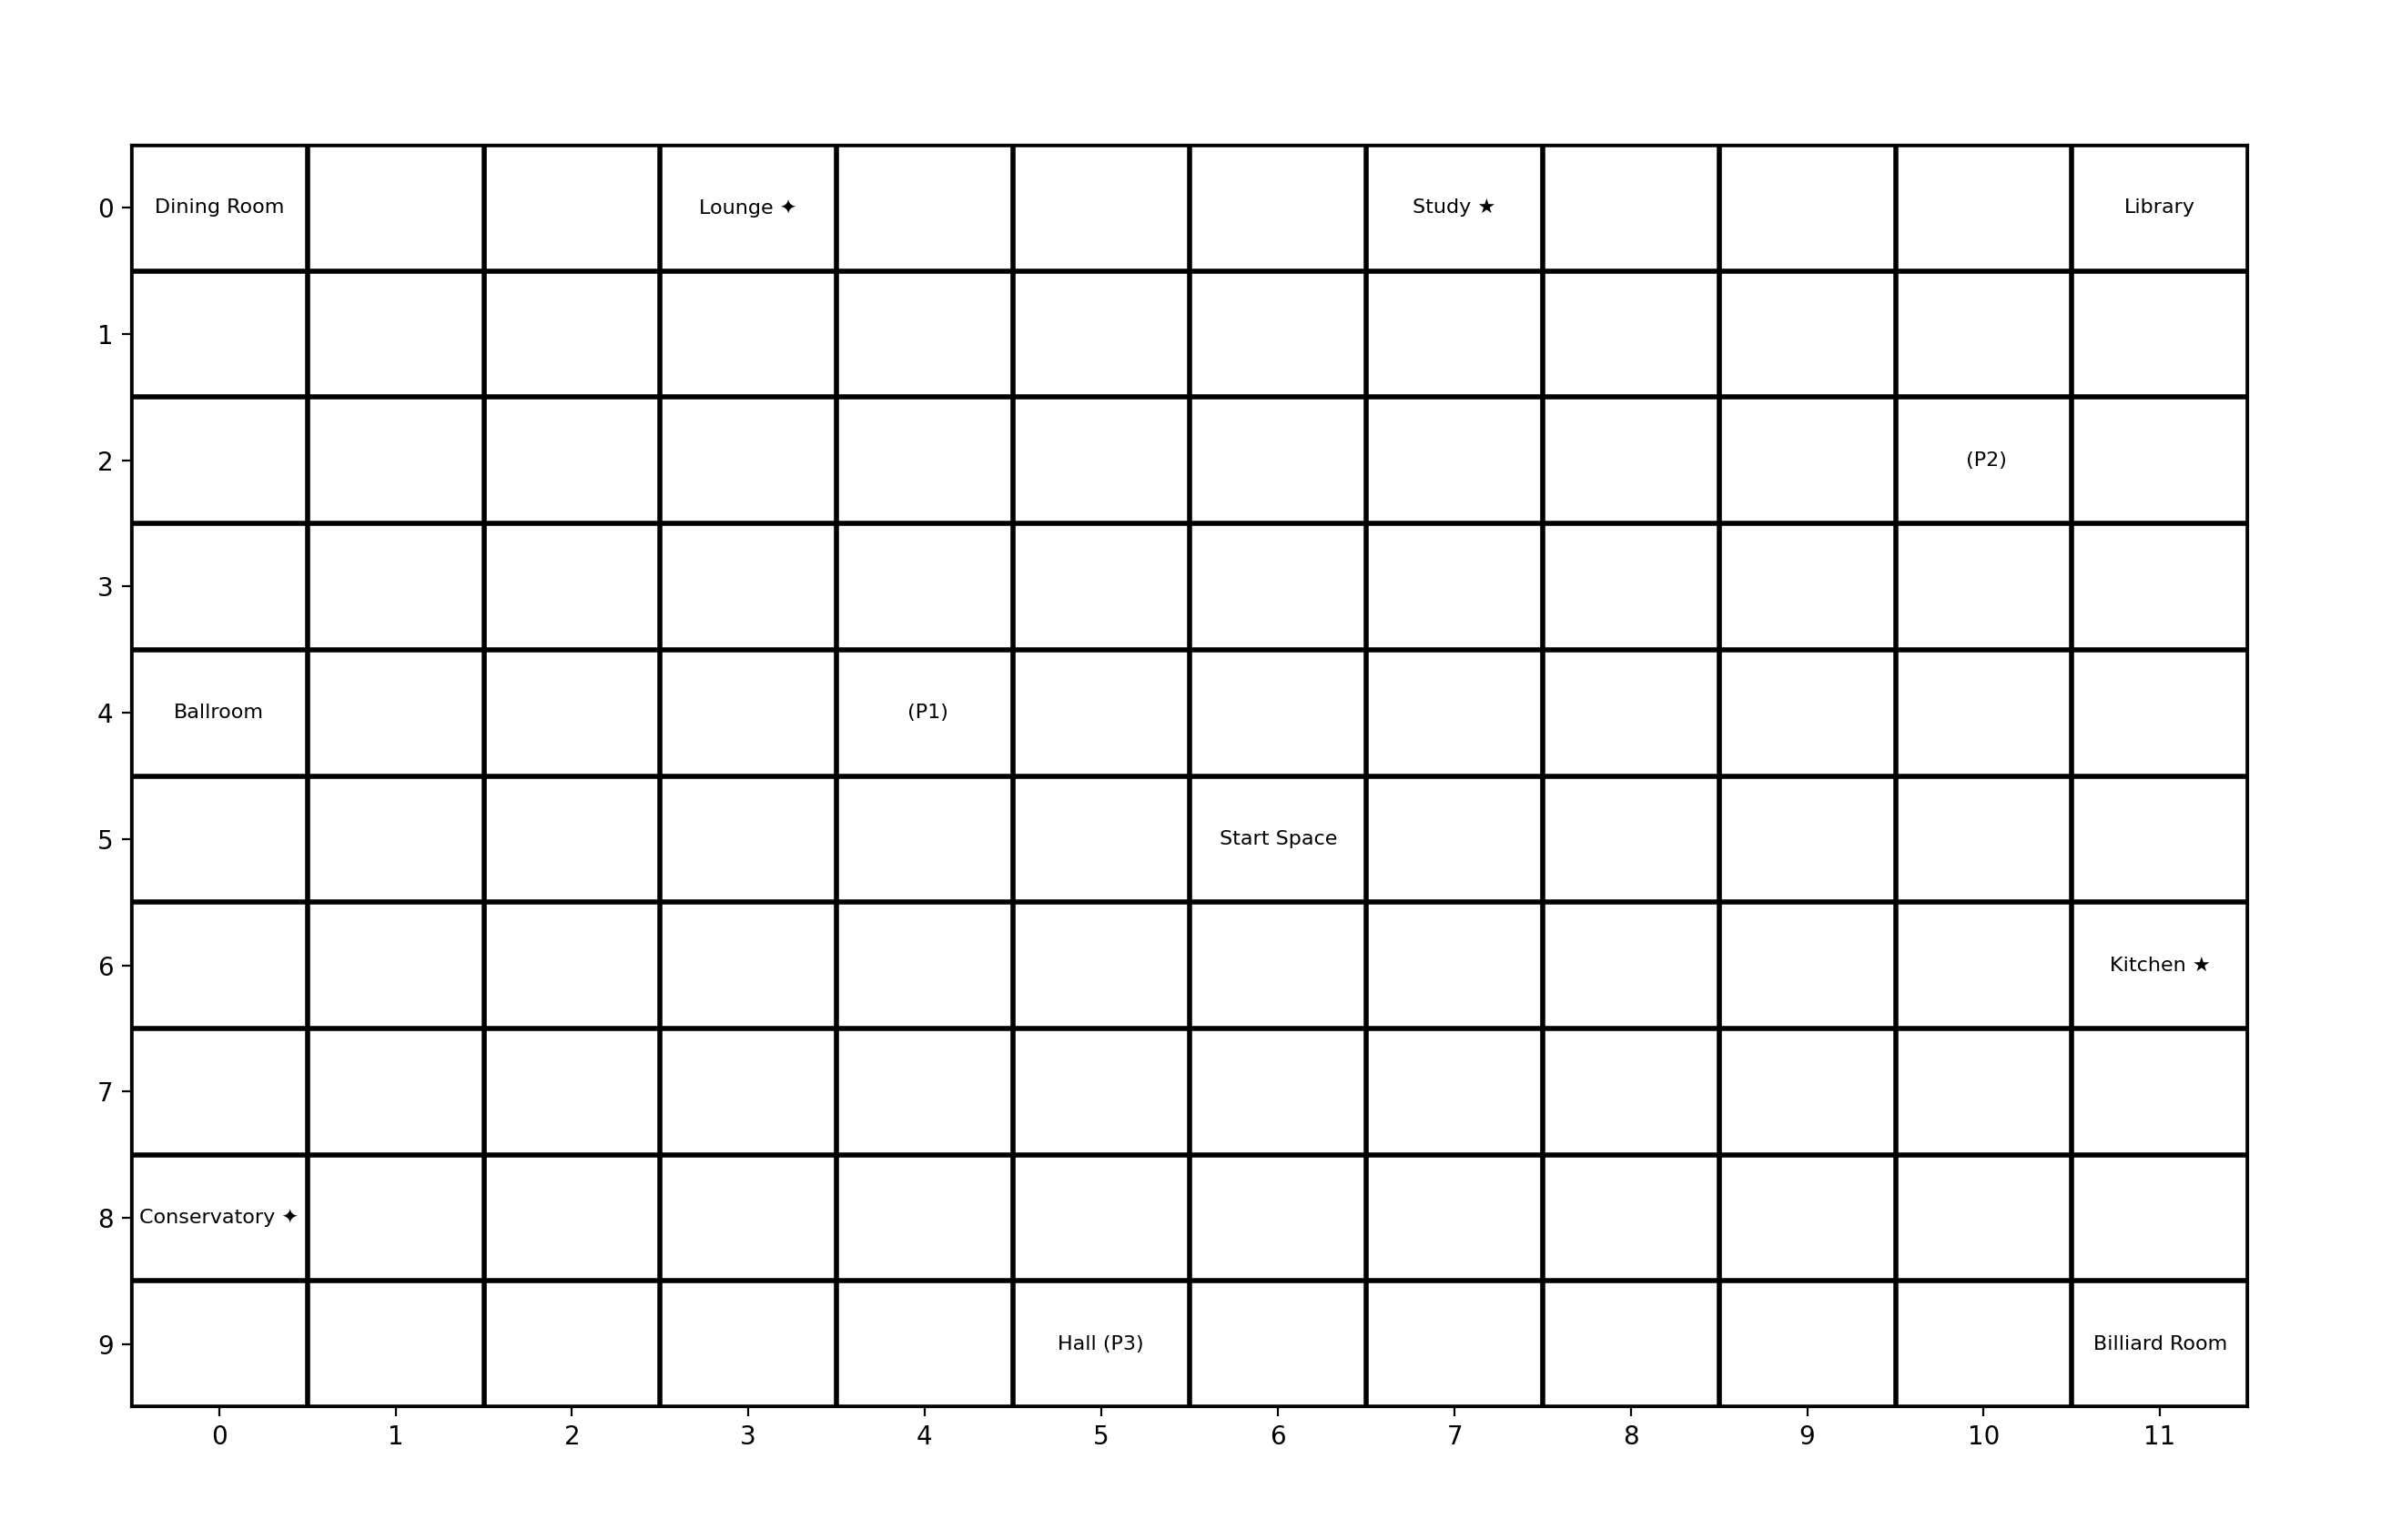 0 Dining Room Lounge ✦ Study ★ Library
1
2 (P2)
3
4 Ballroom (P1)
5 Start Space
6 Kitchen ★
7
8 Conservatory ✦
9 Hall (P3) Billiard Room
0 1 2 3 4 5 6 7 8 9 10 11